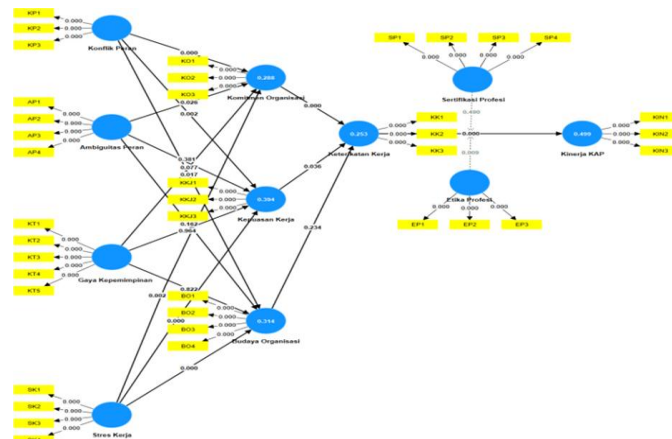 KP1
KP2
KP3
0.000
0.000
0.000
Konflik Peran
AP1
AP2
AP3
AP4
0.000
0.000
0.000
0.000
Ambiguitas Peran
KT1
KT2
KT3
KT4
KT5
0.000
0.000
0.000
0.000
0.000
Gaya Kepemimpinan
SK1
SK2
SK3
0.000
0.000
0.000
Stres Kerja
0.000
0.026
0.002
0.381
0.077
0.017
0.964
0.822
0.002
0.000
0.000
KO1
KO2
KO3
0.000
0.000
0.000
Komitmen Organisasi
KKJ1
KKJ2
KKJ3
0.000
0.000
0.000
Kepuasan Kerja
BO1
BO2
BO3
BO4
0.000
0.000
0.000
0.000
0.314
Budaya Organisasi
0.000
0.036
0.234
0.253
Keterikatan Kerja
KK1
KK2
KK3
0.000
0.000
0.000
SP1
SP2
SP3
SP4
0.000
0.000
0.000
0.000
Sertifikasi Profesi
0.000
Etika Profesi
0.000
0.000
0.000
EP1
EP2
EP3
Kinerja KAP
0.000
0.000
0.000
KIN1
KIN2
KIN3